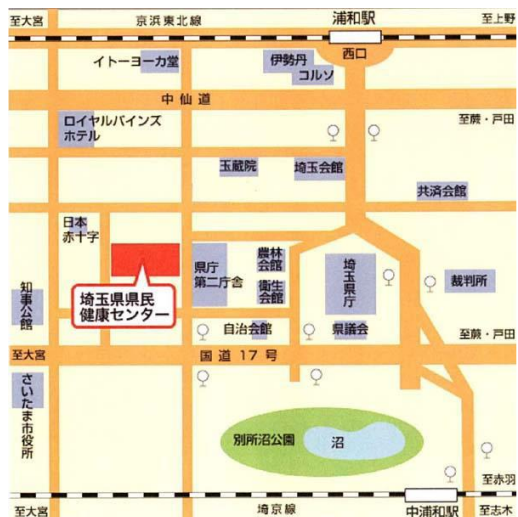 至大宮
京浜東北線
浦和駅
至上野
西口
イトーヨーカ堂
伊勢丹
コルソ
中仙道
ロイヤルパインズ
ホテル
至蕨・戸田
玉蔵院
埼玉会館
共済会館
日本
赤十字
県庁
第二庁舎
農林
会館
衛生
会館
埼玉県庁
裁判所
知事公館
埼玉県県民
健康センター
自治会館
県議会
至蕨・戸田
至大宮
国道17号
さいたま市役所
別所沼公園
沼
至赤羽
至大宮
埼京線
中浦和駅
至志木